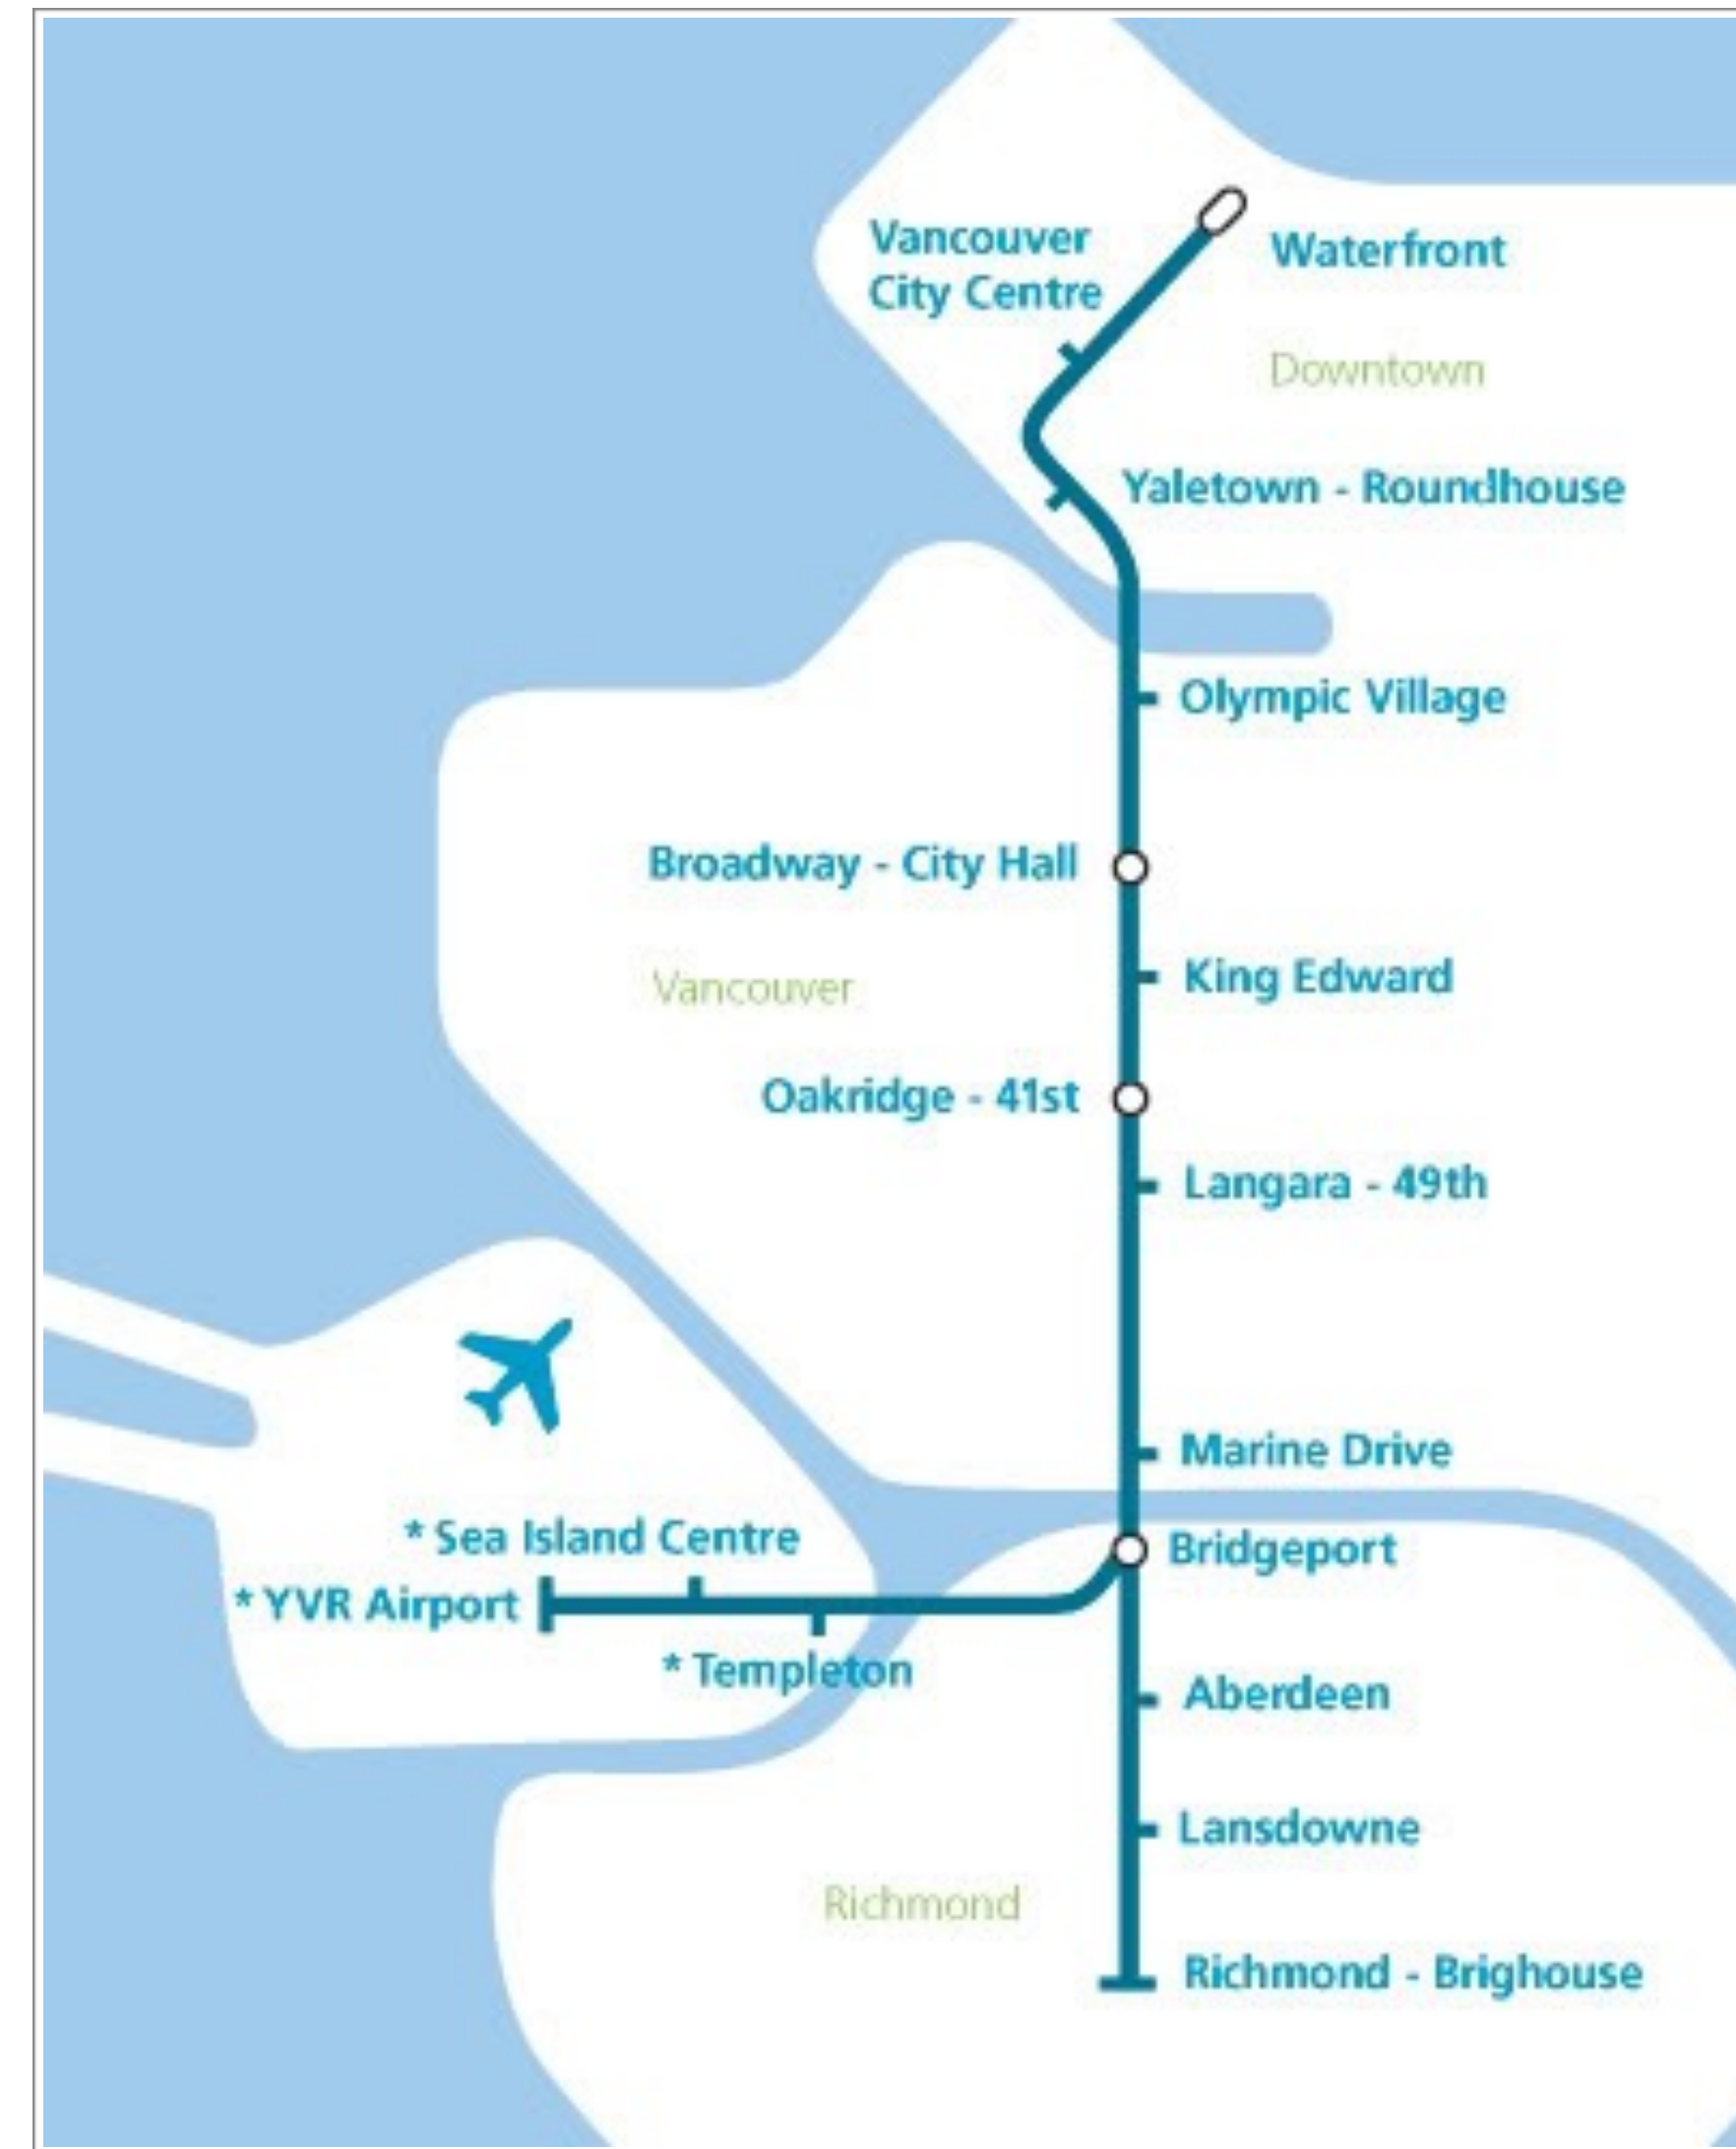 Vancouver
City Centre
Waterfront
Downtown
Yaletown - Roundhouse
Olympic Village
Broadway - City Hall
King Edward
Vancouver
Oakridge - 41st
Langara - 49th
Marine Drive
* Sea Island Centre
Bridgeport
* YVR Airport
* Templeton
Aberdeen
Lansdowne
Richmond
Richmond - Brighouse